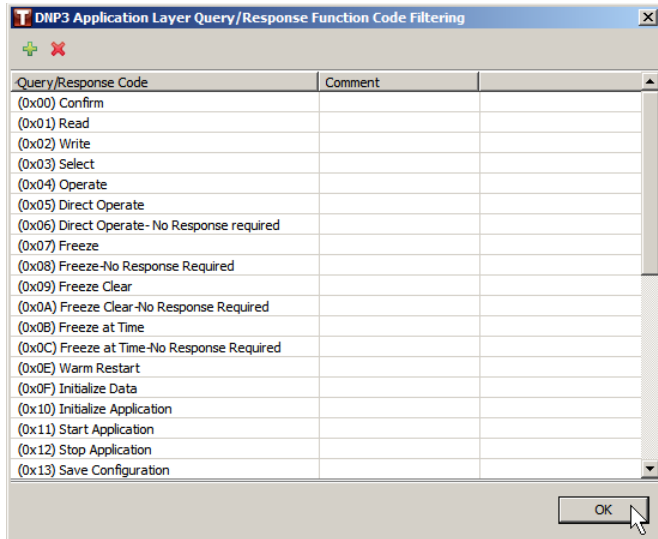 DNP3 Application Layer Query/Response Function Code Filtering
Query/Response Code Comment
(0x00) Confirm
(0x01) Read
(0x02) Write
(0x03) Select
(0x04) Operate
(0x05) Direct Operate
(0x06) Direct Operate- No Response required
(0x07) Freeze
(0x08) Freeze-No Response Required
(0x09) Freeze Clear
(0x0A) Freeze Clear-No Response Required
(0x0B) Freeze at Time
(0x0C) Freeze at Time-No Response Required
(0x0E) Warm Restart
(0x0F) Initialize Data
(0x10) Initialize Application
(0x11) Start Application
(0x12) Stop Application
(0x13) Save Configuration
OK